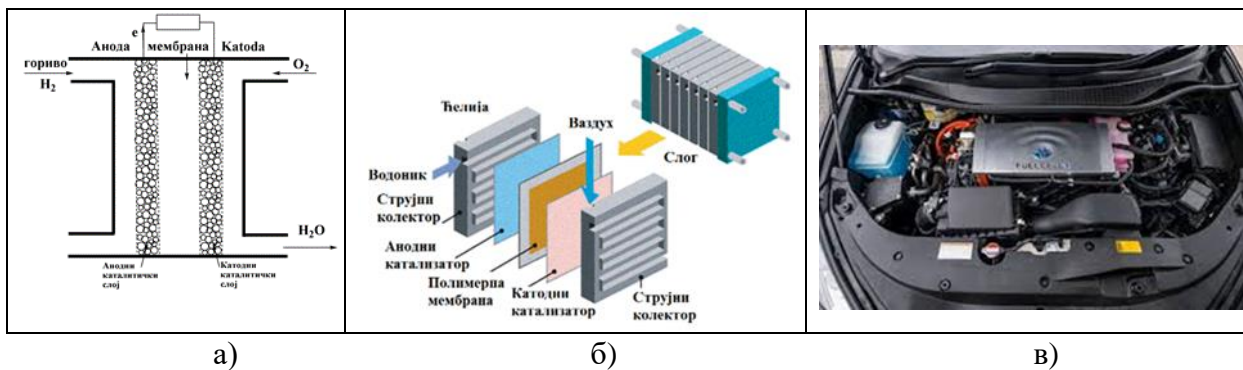 e
Анода мембрана Katoda
гориво
H2
O2
H2O
Анодни
каталитички
слој
Катодни
каталитички
слој
Ћелија
Ваздух
Слог
Водоник
Струјни
колектор
Анодни
катализатор
Полимерна
мембрана
Катодни
катализатор
Струјни
колектор
а)
б)
в)